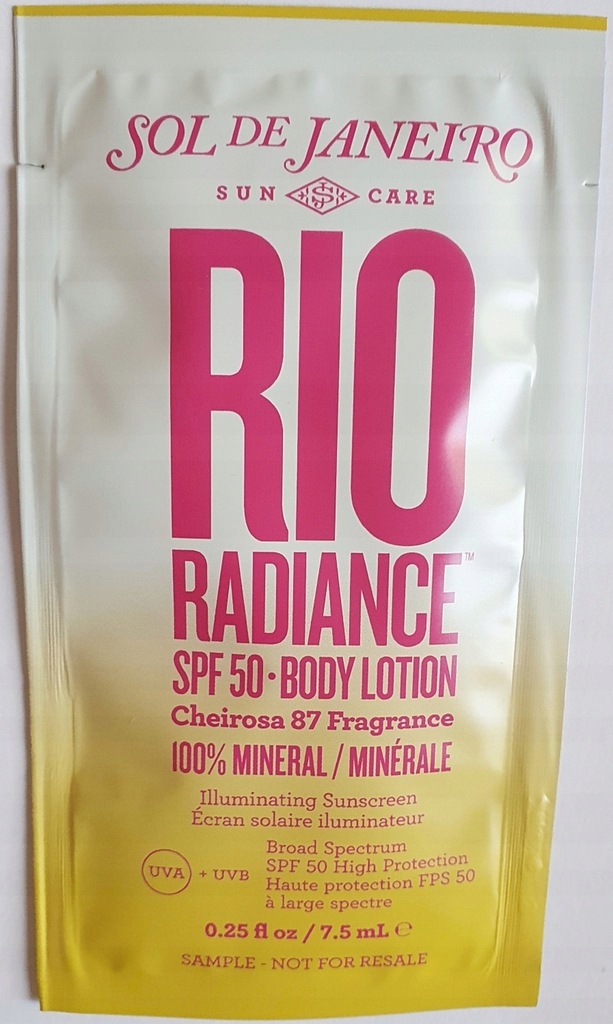 SOL DE JANEIRO
SUN CARE
RIO
RADIANCE™
SPF 50 · BODY LOTION
Cheirosa 87 Fragrance
100% MINERAL / MINÉRALE
Illuminating Sunscreen
Écran solaire iluminateur
UVA + UVB
Broad Spectrum
SPF 50 High Protection
Haute protection FPS 50
à large spectre
0.25 fl oz / 7.5 mL ℮
SAMPLE - NOT FOR RESALE